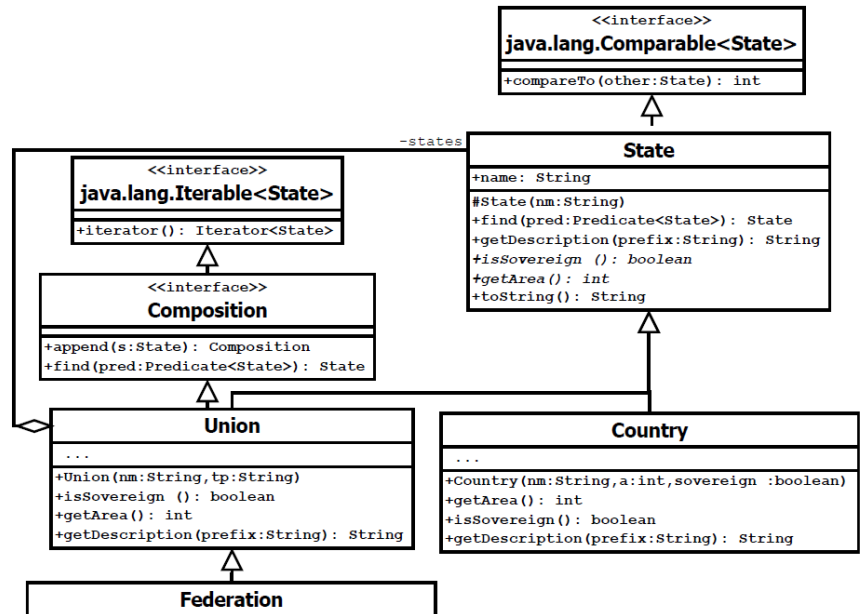 <<interface>>
java.lang.Comparable<State>
+compareTo(other:State): int
-states
State
+name: String
#State(nm:String)
+find(pred:Predicate<State>): State
+getDescription(prefix:String): String
+isSovereign (): boolean
+getArea(): int
+toString(): String
<<interface>>
java.lang.Iterable<State>
+iterator(): Iterator<State>
<<interface>>
Composition
+append(s:State): Composition
+find(pred:Predicate<State>): State
Union
...
+Union(nm:String,tp:String)
+isSovereign (): boolean
+getArea(): int
+getDescription(prefix:String): String
Country
...
+Country(nm:String,a:int,sovereign :boolean)
+getArea(): int
+isSovereign(): boolean
+getDescription(prefix:String): String
Federation